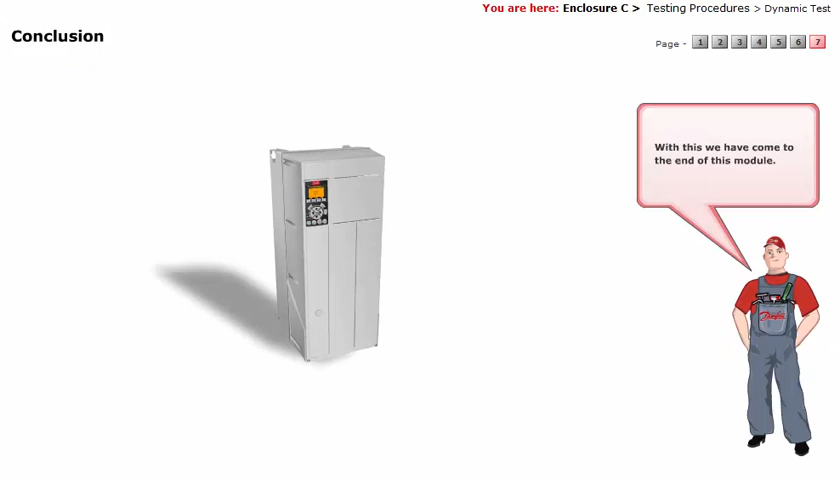 You are here: Enclosure C > Testing Procedures > Dynamic Test
Conclusion
Page - 1 2 3 4 5 6 7
With this we have come to
the end of this module.
Danfoss